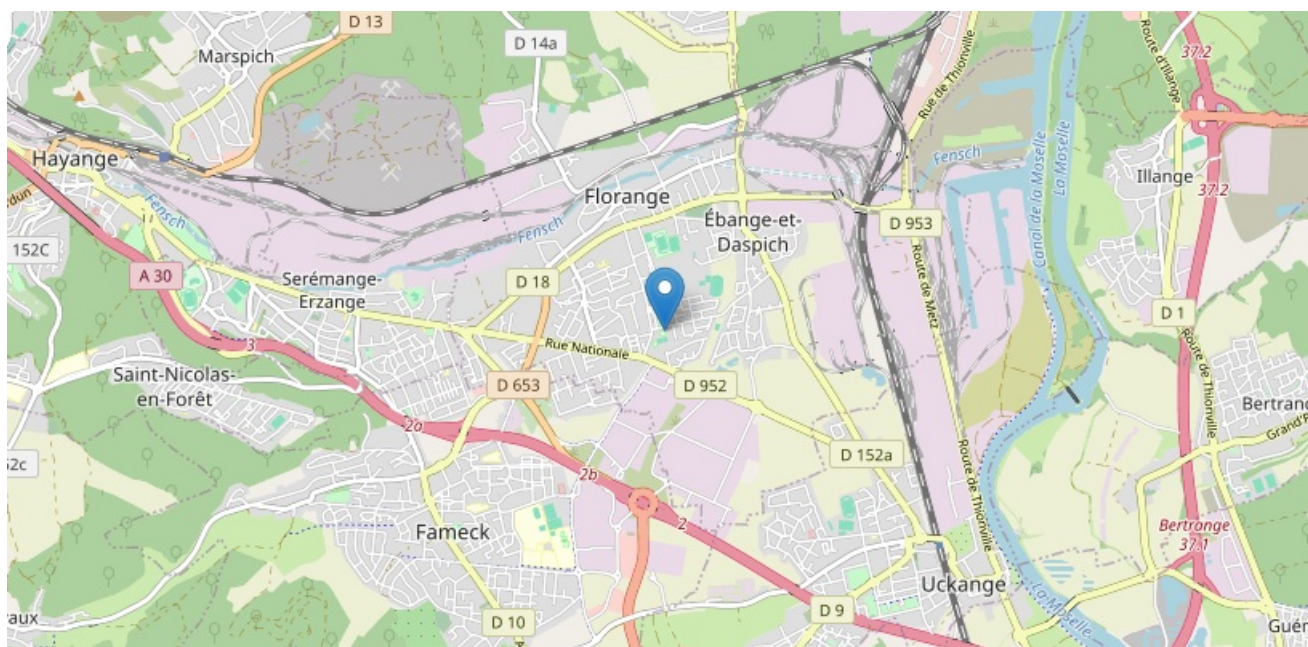 D 13
D 14a
Marspich
37.2
Route d'Illange
Rue de Thionville
Hayange
Fensch
La Moselle
Canal de la Moselle
Illange
37.2
Florange
Ébange-et-
Daspich
D 953
Fensch
Fensch
152C
A 30
Serémange-
Erzange
D 18
Route de Metz
D 1
3
Rue Nationale
Route de Thionville
Saint-Nicolas-
en-Forêt
D 653
D 952
2a
D 152a
2b
Route de Thionville
Fameck
2
Bertrange
37.1
Uckange
La Moselle
D 10
D 9